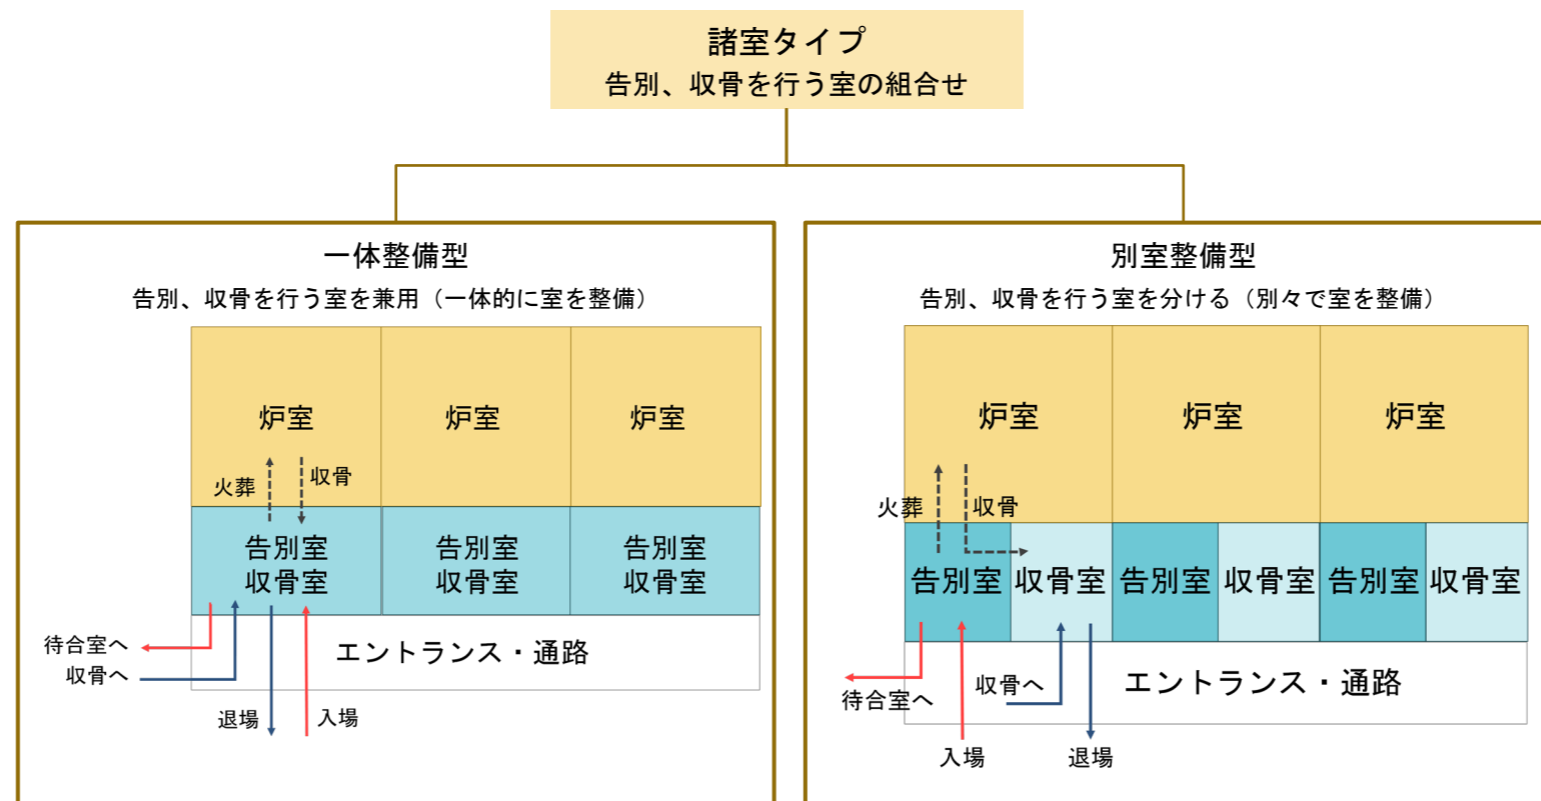 諸室タイプ
告別、収骨を行う室の組合せ
一体整備型
告別、収骨を行う室を兼用（一体的に室を整備）
炉室
炉室
炉室
火葬
収骨
告別室
収骨室
告別室
収骨室
告別室
収骨室
待合室へ
収骨へ
エントランス・通路
退場
入場
別室整備型
告別、収骨を行う室を分ける（別々で室を整備）
炉室
炉室
炉室
火葬
収骨
告別室
収骨室
告別室
収骨室
告別室
収骨室
待合室へ
収骨へ
エントランス・通路
入場
退場